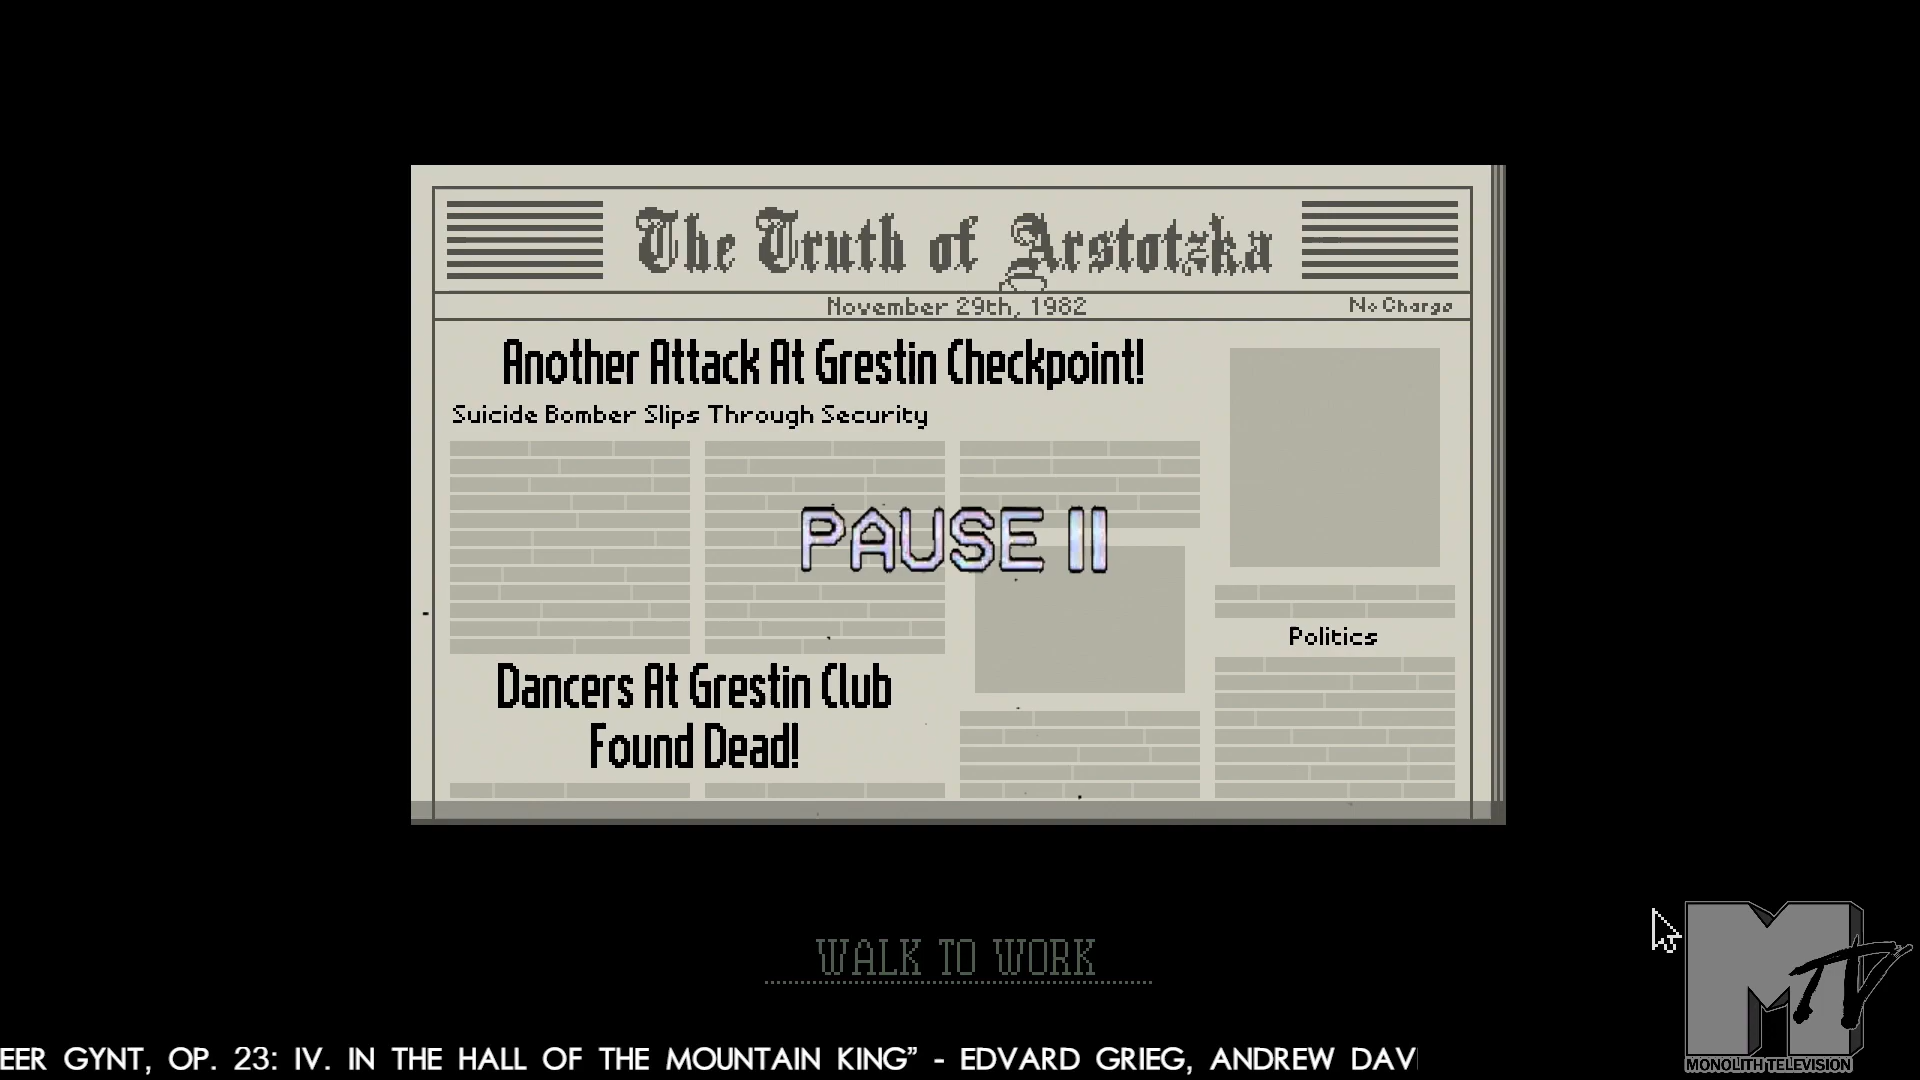 The Truth of Arstotzka
November 29th, 1982
No Charge
Another Attack At Grestin Checkpoint!
Suicide Bomber Slips Through Security
PAUSE II
Politics
Dancers At Grestin Club
Found Dead!
WALK TO WORK
EER GYNT, OP. 23: IV. IN THE HALL OF THE MOUNTAIN KING” - EDVARD GRIEG, ANDREW DAV
MTV
MONOLITH TELEVISION